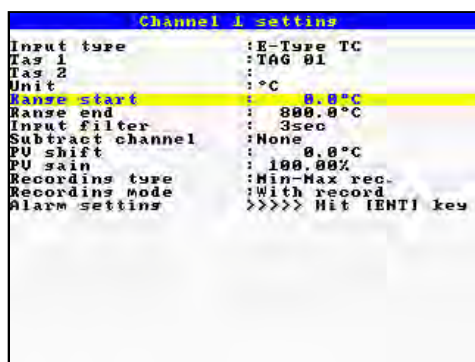 Channel 1 setting
Input type :E-Type TC
Tag 1 :TAG 01
Tag 2 :
Unit :°C
Range start : 0.0°C
Range end : 800.0°C
Input filter : 3sec
Subtract channel :None
PV shift : 0.0°C
PV gain : 100.00%
Recording type :Min-Max rec.
Recording mode :With record
Alarm setting >>>>> Hit [ENT] key